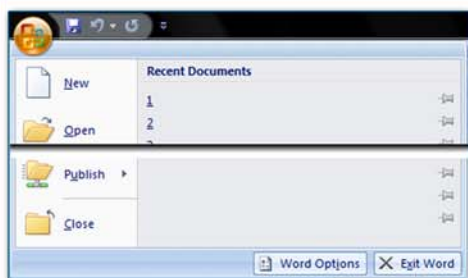 Recent Documents
New
1
Open
2
Publish
Close
Word Options
Exit Word